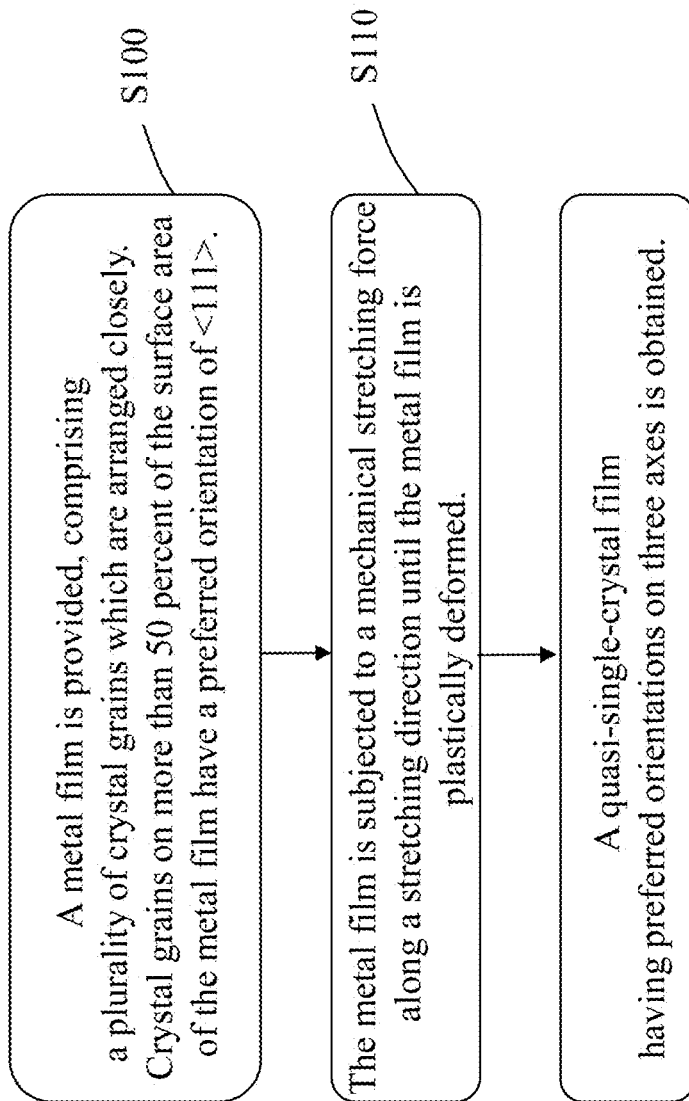 A metal film is provided, comprising
a plurality of crystal grains which are arranged closely.
Crystal grains on more than 50 percent of the surface area
of the metal film have a preferred orientation of <111>.
S100
The metal film is subjected to a mechanical stretching force
along a stretching direction until the metal film is
plastically deformed.
S110
A quasi-single-crystal film
having preferred orientations on three axes is obtained.